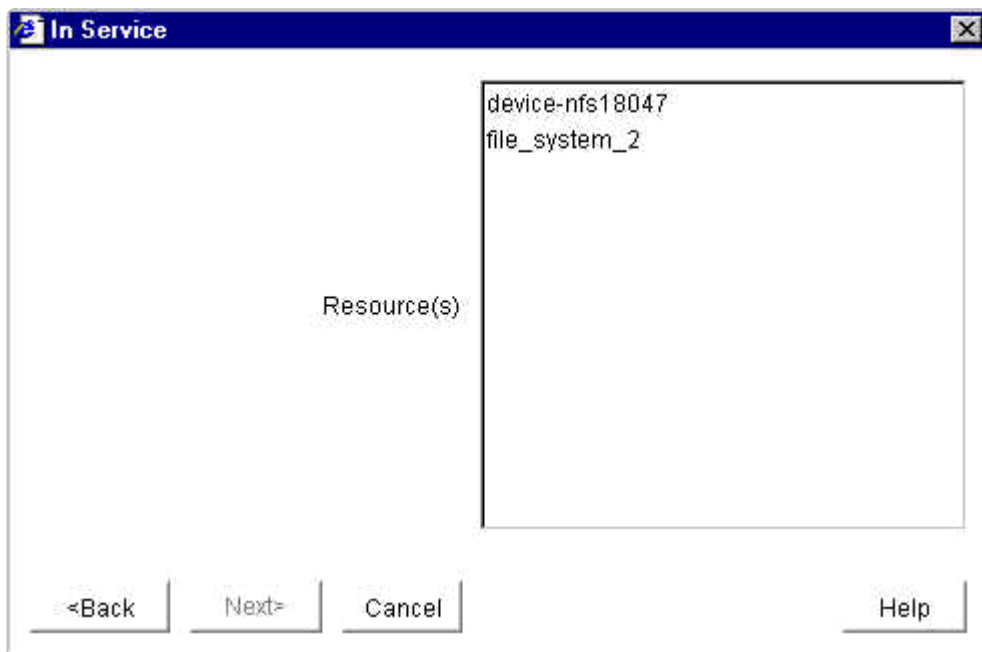 In Service
device-nfs18047
file_system_2
Resource(s)
<Back
Next>
Cancel
Help